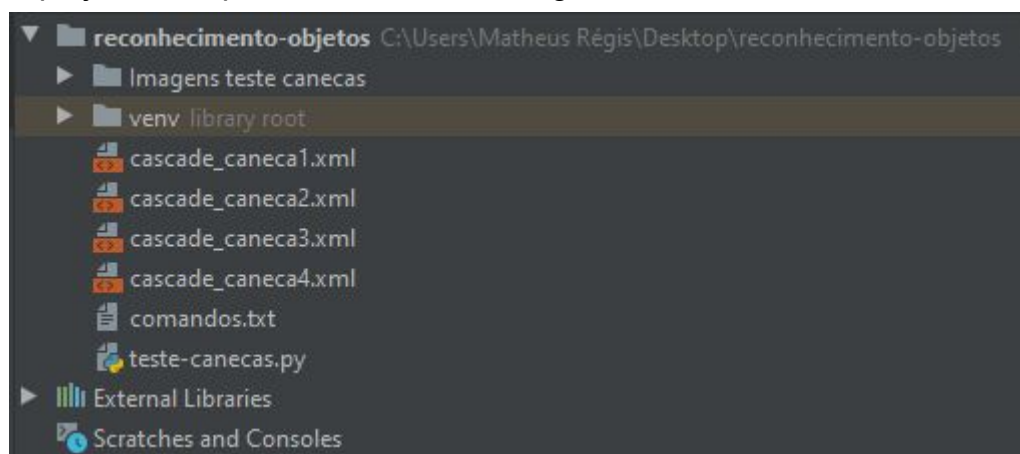 reconhecimento-objetos C:\Users\Matheus Régis\Desktop\reconhecimento-objetos
Imagens teste canecas
venv library root
cascade_caneca1.xml
cascade_caneca2.xml
cascade_caneca3.xml
cascade_caneca4.xml
comandos.txt
teste-canecas.py
External Libraries
Scratches and Consoles